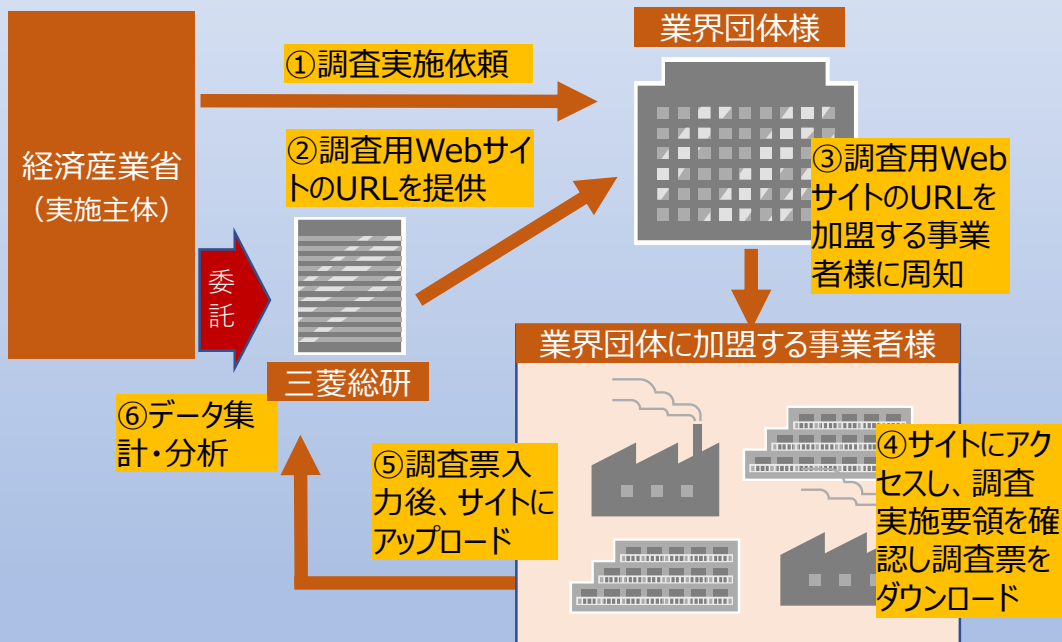 経済産業省
（実施主体）
①調査実施依頼
業界団体様
②調査用Webサイ
トのURLを提供
③調査用Web
サイトのURLを
加盟する事業
者様に周知
委
託
三菱総研
業界団体に加盟する事業者様
④サイトにアク
セスし、調査
実施要領を確
認し調査票を
ダウンロード
⑤調査票入
力後、サイトに
アップロード
⑥データ集
計・分析